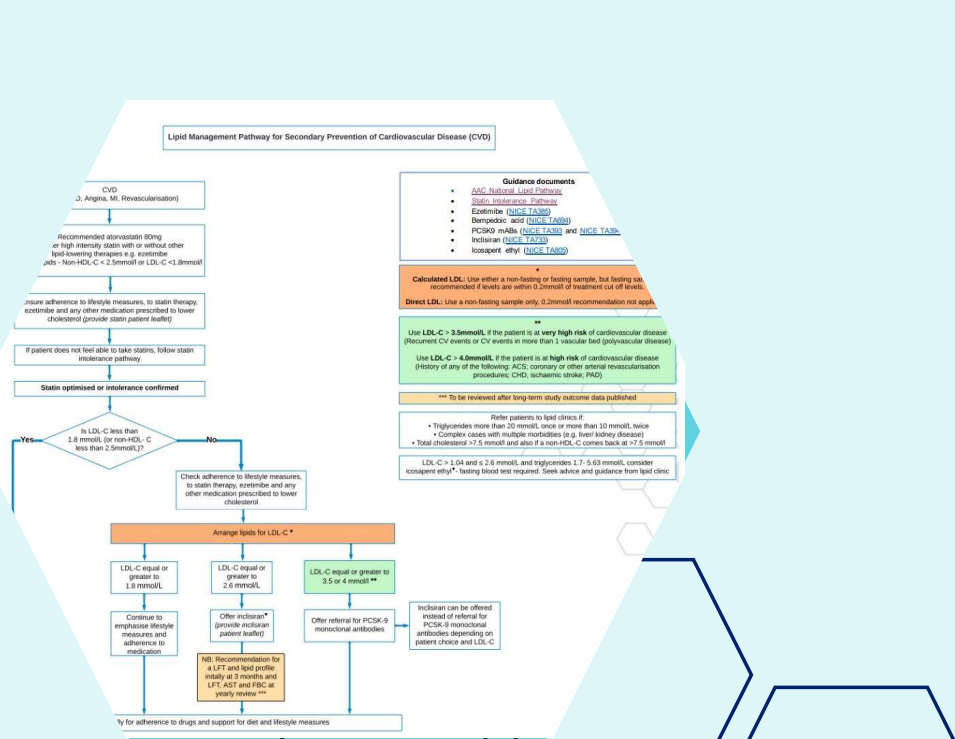 Lipid Management Pathway for Secondary Prevention of Cardiovascular Disease (CVD)
CVD
Angina, MI, Revascularisation)
Recommended atorvastatin 80mg
high intensity statin with or without other
lipid-lowering therapies e.g. ezetimibe
- Non-HDL-C < 2.5mmol/l or LDL-C <1.8mmol/l
adherence to lifestyle measures, to statin therapy,
ezetimibe and any other medication prescribed to lower
cholesterol (provide statin patient leaflet)
If patient does not feel able to take statins, follow statin
intolerance pathway
Statin optimised or intolerance confirmed
Is LDL-C less than
1.8 mmol/L (or non-HDL- C
less than 2.5mmol/L)?
Yes
No
Check adherence to lifestyle measures,
to statin therapy, ezetimibe and any
other medication prescribed to lower
cholesterol
Arrange lipids for LDL-C *
LDL-C equal or
greater to
1.8 mmol/L
LDL-C equal or
greater to
2.6 mmol/L
LDL-C equal or greater to
3.5 or 4 mmol/l **
Continue to
emphasise lifestyle
measures and
adherence to
medication
Offer inclisiran▼
(provide inclisiran
patient leaflet)
Offer referral for PCSK-9
monoclonal antibodies
Inclisiran can be offered
instead of referral for
PCSK-9 monoclonal
antibodies depending on
patient choice and LDL-C
NB: Recommendation for
a LFT and lipid profile
initally at 3 months and
LFT, AST and FBC at
yearly review ***
for adherence to drugs and support for diet and lifestyle measures
Guidance documents
• AAC National Lipid Pathway
• Statin Intolerance Pathway
• Ezetimibe (NICE TA385)
• Bempedoic acid (NICE TA694)
• PCSK9 mABs (NICE TA393 and NICE
• Inclisiran (NICE TA733)
• Icosapent ethyl (NICE TA805)
*
Calculated LDL: Use either a non-fasting or fasting sample, but fasting
recommended if levels are within 0.2mmol/l of treatment cut off levels.
Direct LDL: Use a non-fasting sample only, 0.2mmol/l recommendation not
**
Use LDL-C > 3.5mmol/L if the patient is at very high risk of cardiovascular disease
(Recurrent CV events or CV events in more than 1 vascular bed (polyvascular disease)
Use LDL-C > 4.0mmol/L if the patient is at high risk of cardiovascular disease
(History of any of the following: ACS; coronary or other arterial revascularisation
procedures; CHD, ischaemic stroke; PAD)
*** To be reviewed after long-term study outcome data published
Refer patients to lipid clinics if:
• Triglycerides more than 20 mmol/L once or more than 10 mmol/L twice
• Complex cases with multiple morbidities (e.g. liver/ kidney disease)
• Total cholesterol >7.5 mmol/l and also if a non-HDL-C comes back at >7.5 mmol/l
LDL-C > 1.04 and ≤ 2.6 mmol/L and triglycerides 1.7- 5.63 mmol/L consider
icosapent ethyl▼- fasting blood test required. Seek advice and guidance from lipid clinic